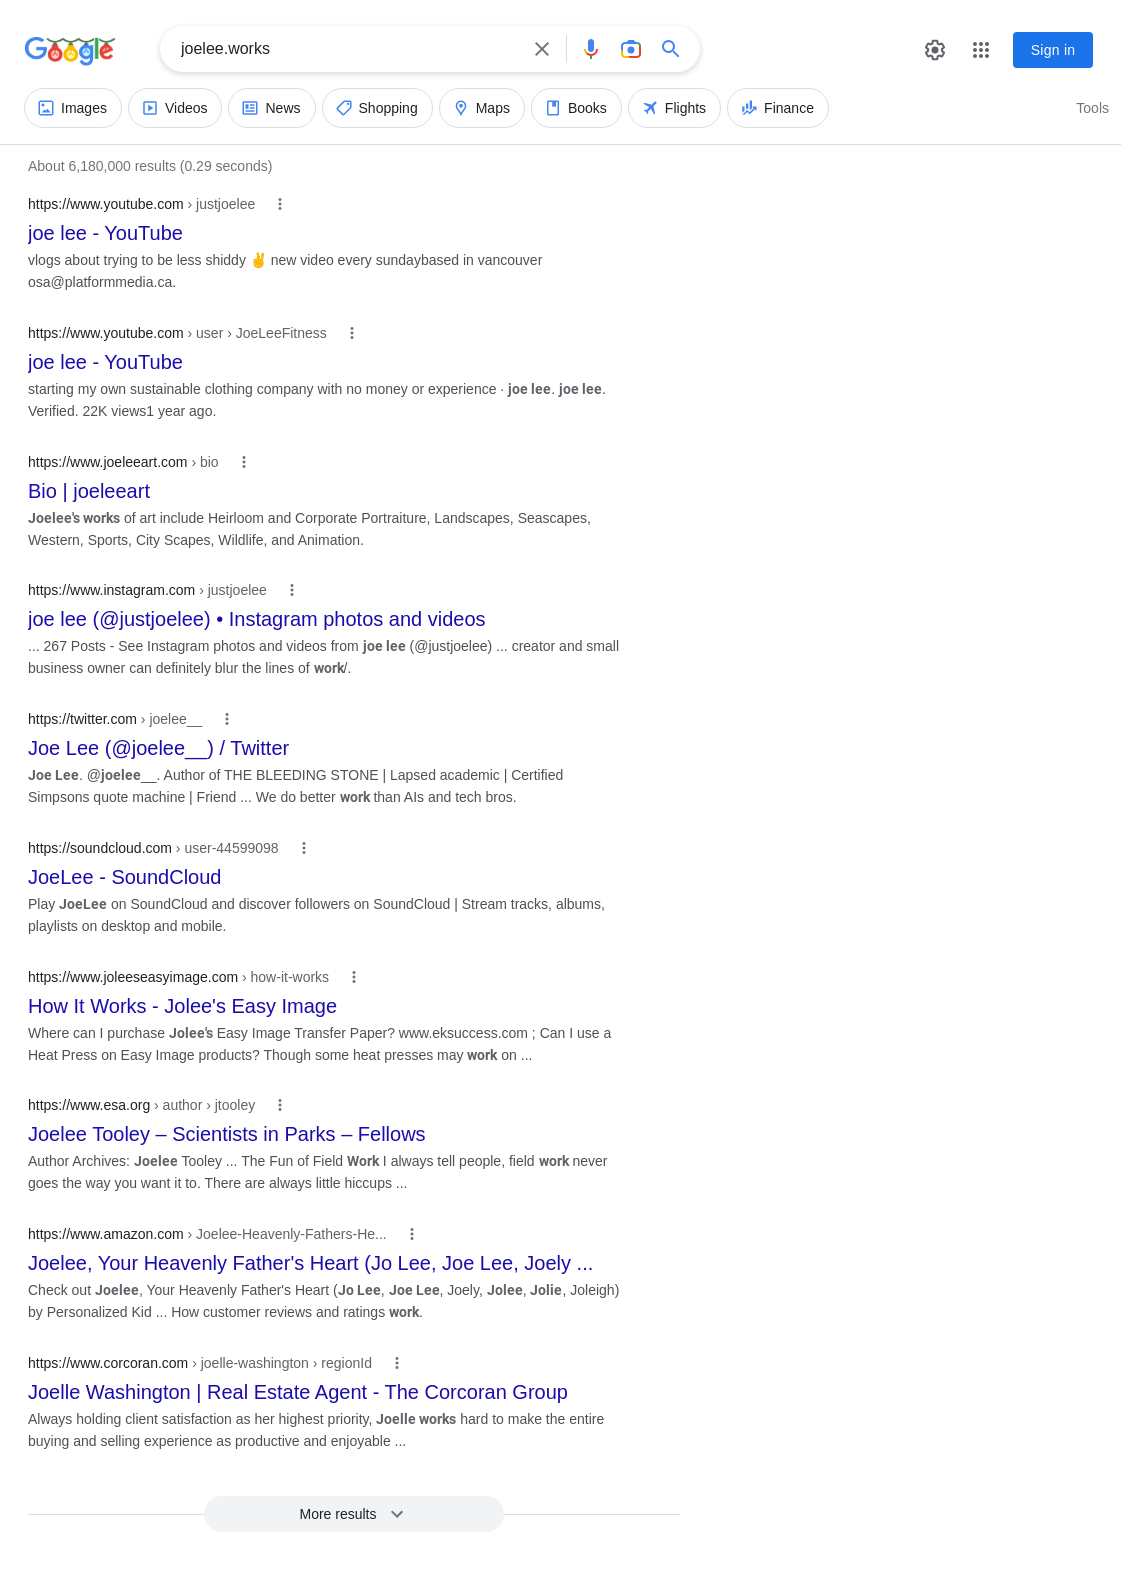 Google
joelee.works
Sign in
Images Videos News Shopping Maps Books Flights Finance Tools
About 6,180,000 results (0.29 seconds)
https://www.youtube.com › justjoelee
joe lee - YouTube
vlogs about trying to be less shiddy ✌️ new video every sundaybased in vancouver
osa@platformmedia.ca.
https://www.youtube.com › user › JoeLeeFitness
joe lee - YouTube
starting my own sustainable clothing company with no money or experience · joe lee. joe lee.
Verified. 22K views1 year ago.
https://www.joeleeart.com › bio
Bio | joeleeart
Joelee's works of art include Heirloom and Corporate Portraiture, Landscapes, Seascapes,
Western, Sports, City Scapes, Wildlife, and Animation.
https://www.instagram.com › justjoelee
joe lee (@justjoelee) • Instagram photos and videos
... 267 Posts - See Instagram photos and videos from joe lee (@justjoelee) ... creator and small
business owner can definitely blur the lines of work/.
https://twitter.com › joelee__
Joe Lee (@joelee__) / Twitter
Joe Lee. @joelee__. Author of THE BLEEDING STONE | Lapsed academic | Certified
Simpsons quote machine | Friend ... We do better work than AIs and tech bros.
https://soundcloud.com › user-44599098
JoeLee - SoundCloud
Play JoeLee on SoundCloud and discover followers on SoundCloud | Stream tracks, albums,
playlists on desktop and mobile.
https://www.joleeseasyimage.com › how-it-works
How It Works - Jolee's Easy Image
Where can I purchase Jolee's Easy Image Transfer Paper? www.eksuccess.com ; Can I use a
Heat Press on Easy Image products? Though some heat presses may work on ...
https://www.esa.org › author › jtooley
Joelee Tooley – Scientists in Parks – Fellows
Author Archives: Joelee Tooley ... The Fun of Field Work I always tell people, field work never
goes the way you want it to. There are always little hiccups ...
https://www.amazon.com › Joelee-Heavenly-Fathers-He...
Joelee, Your Heavenly Father's Heart (Jo Lee, Joe Lee, Joely ...
Check out Joelee, Your Heavenly Father's Heart (Jo Lee, Joe Lee, Joely, Jolee, Jolie, Joleigh)
by Personalized Kid ... How customer reviews and ratings work.
https://www.corcoran.com › joelle-washington › regionId
Joelle Washington | Real Estate Agent - The Corcoran Group
Always holding client satisfaction as her highest priority, Joelle works hard to make the entire
buying and selling experience as productive and enjoyable ...
More results